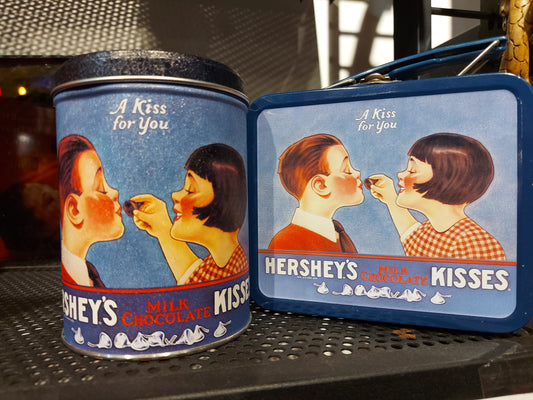 A Kiss
for You
HERSHEY'S MILK CHOCOLATE KISSES
A Kiss
for You
HERSHEY'S MILK CHOCOLATE KISSES